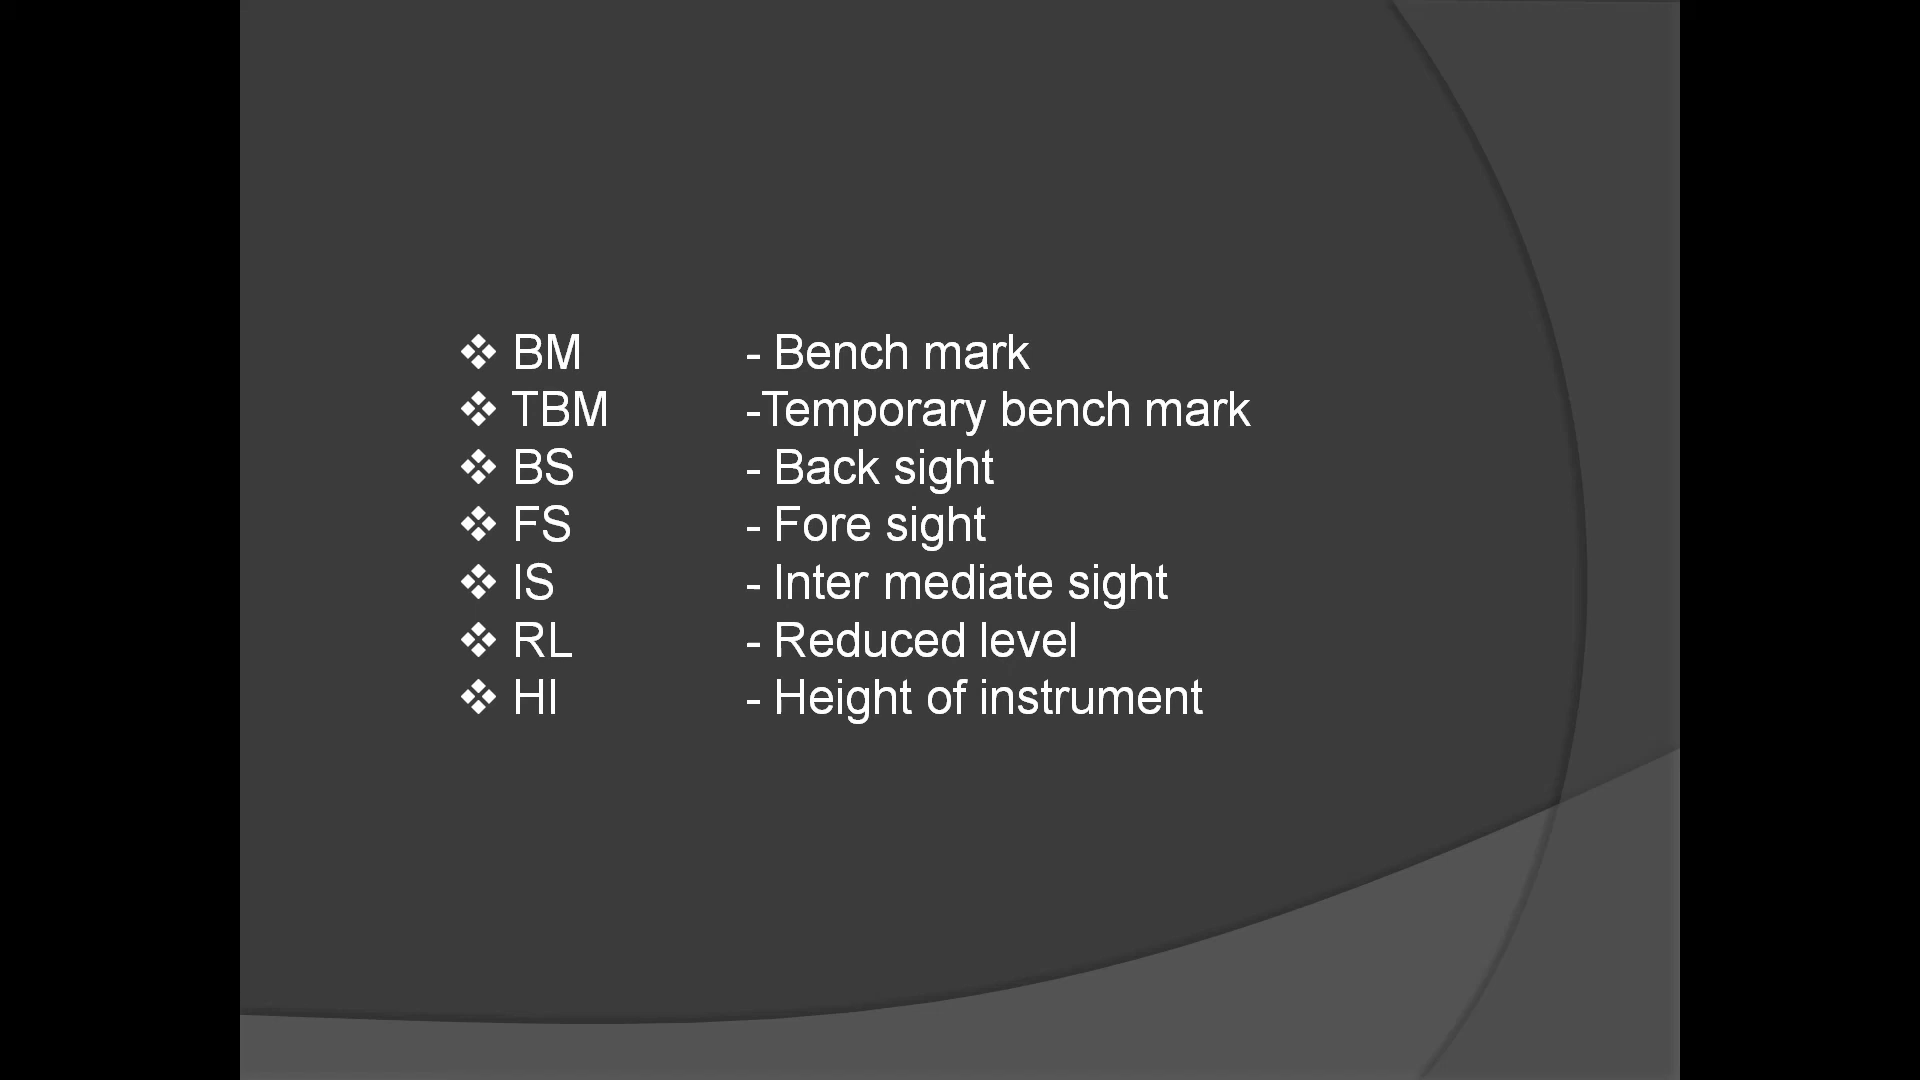 ❖ BM - Bench mark
❖ TBM -Temporary bench mark
❖ BS - Back sight
❖ FS - Fore sight
❖ IS - Inter mediate sight
❖ RL - Reduced level
❖ HI - Height of instrument